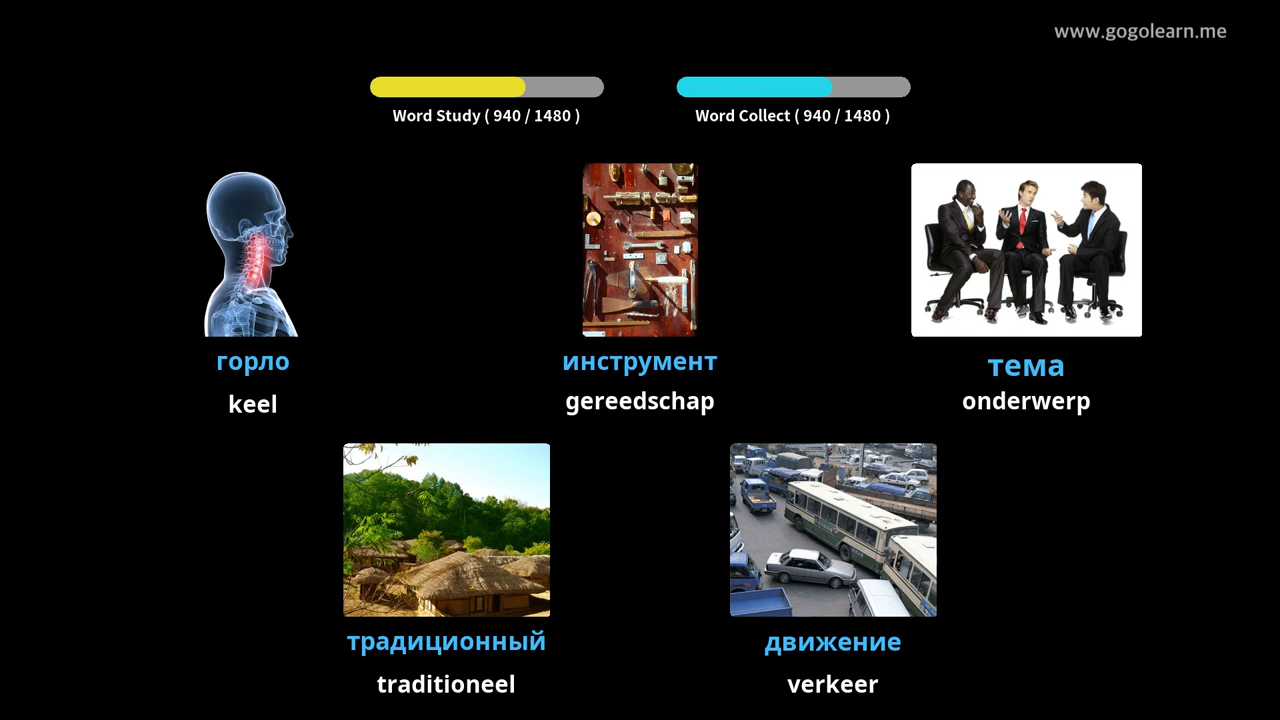 www.gogolearn.me
Word Study ( 940 / 1480 )
Word Collect ( 940 / 1480 )
горло
инструмент
тема
keel
gereedschap
onderwerp
традиционный
движение
traditioneel
verkeer